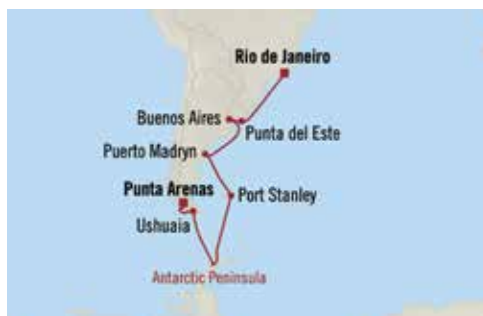 Rio de Janeiro
Buenos Aires
Punta del Este
Puerto Madryn
Punta Arenas
Port Stanley
Ushuaia
Antarctic Peninsula